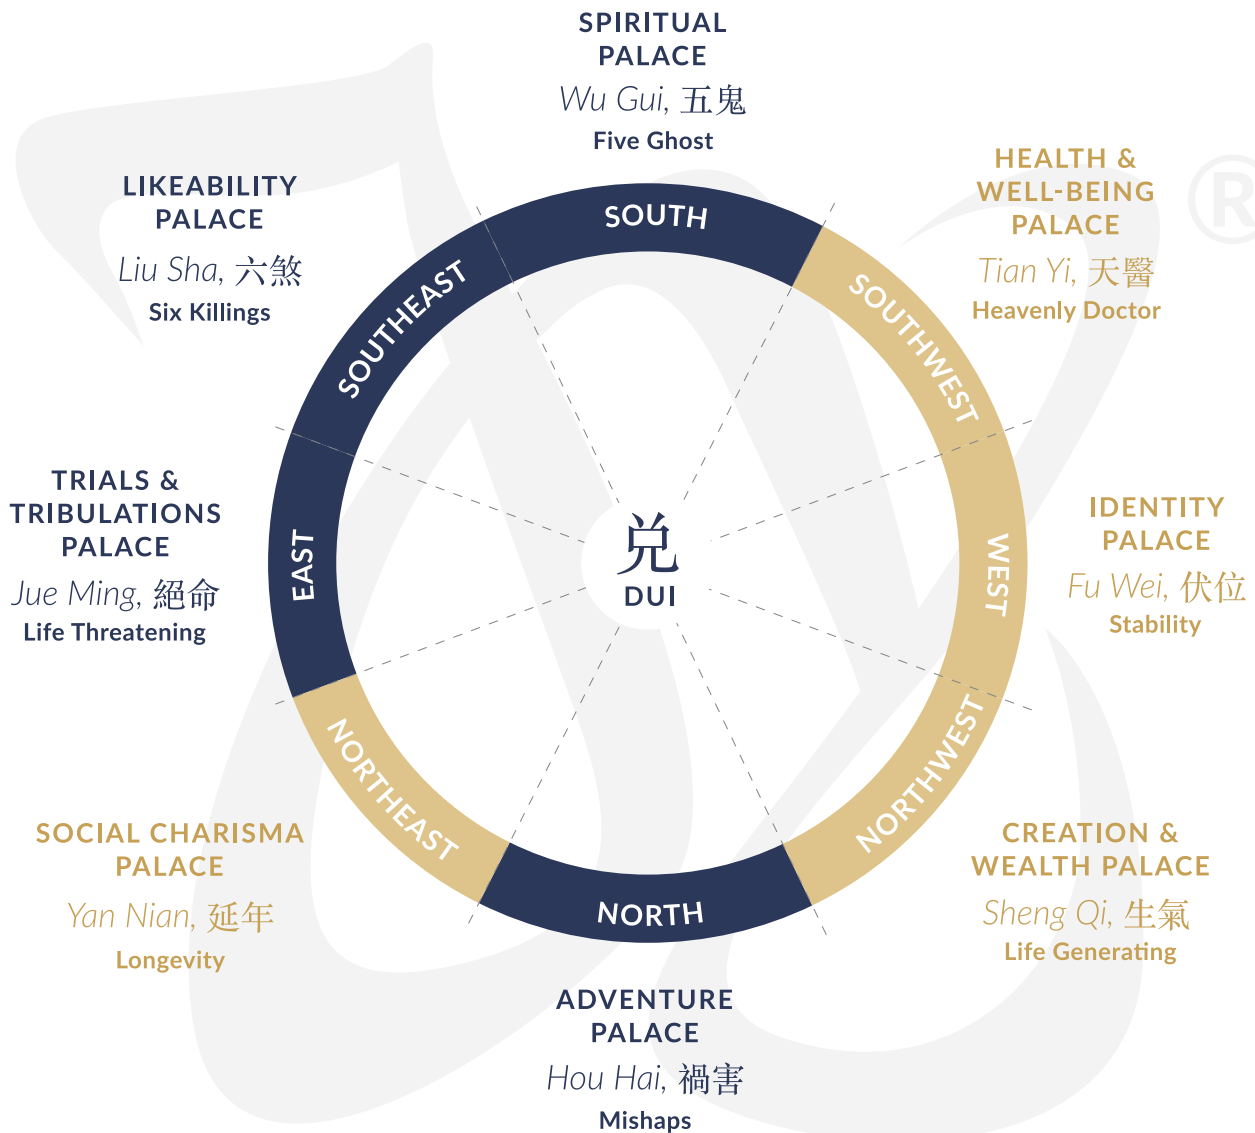 SPIRITUAL
PALACE
Wu Gui, 五鬼
Five Ghost
HEALTH &
WELL-BEING
PALACE
Tian Yi, 天醫
Heavenly Doctor
®
LIKEABILITY
PALACE
Liu Sha, 六煞
Six Killings
SOUTH
SOUTHEAST
SOUTHWEST
TRIALS &
TRIBULATIONS
PALACE
Jue Ming, 絕命
Life Threatening
EAST
兑
DUI
WEST
IDENTITY
PALACE
Fu Wei, 伏位
Stability
NORTHEAST
NORTHWEST
NORTH
SOCIAL CHARISMA
PALACE
Yan Nian, 延年
Longevity
CREATION &
WEALTH PALACE
Sheng Qi, 生氣
Life Generating
ADVENTURE
PALACE
Hou Hai, 禍害
Mishaps